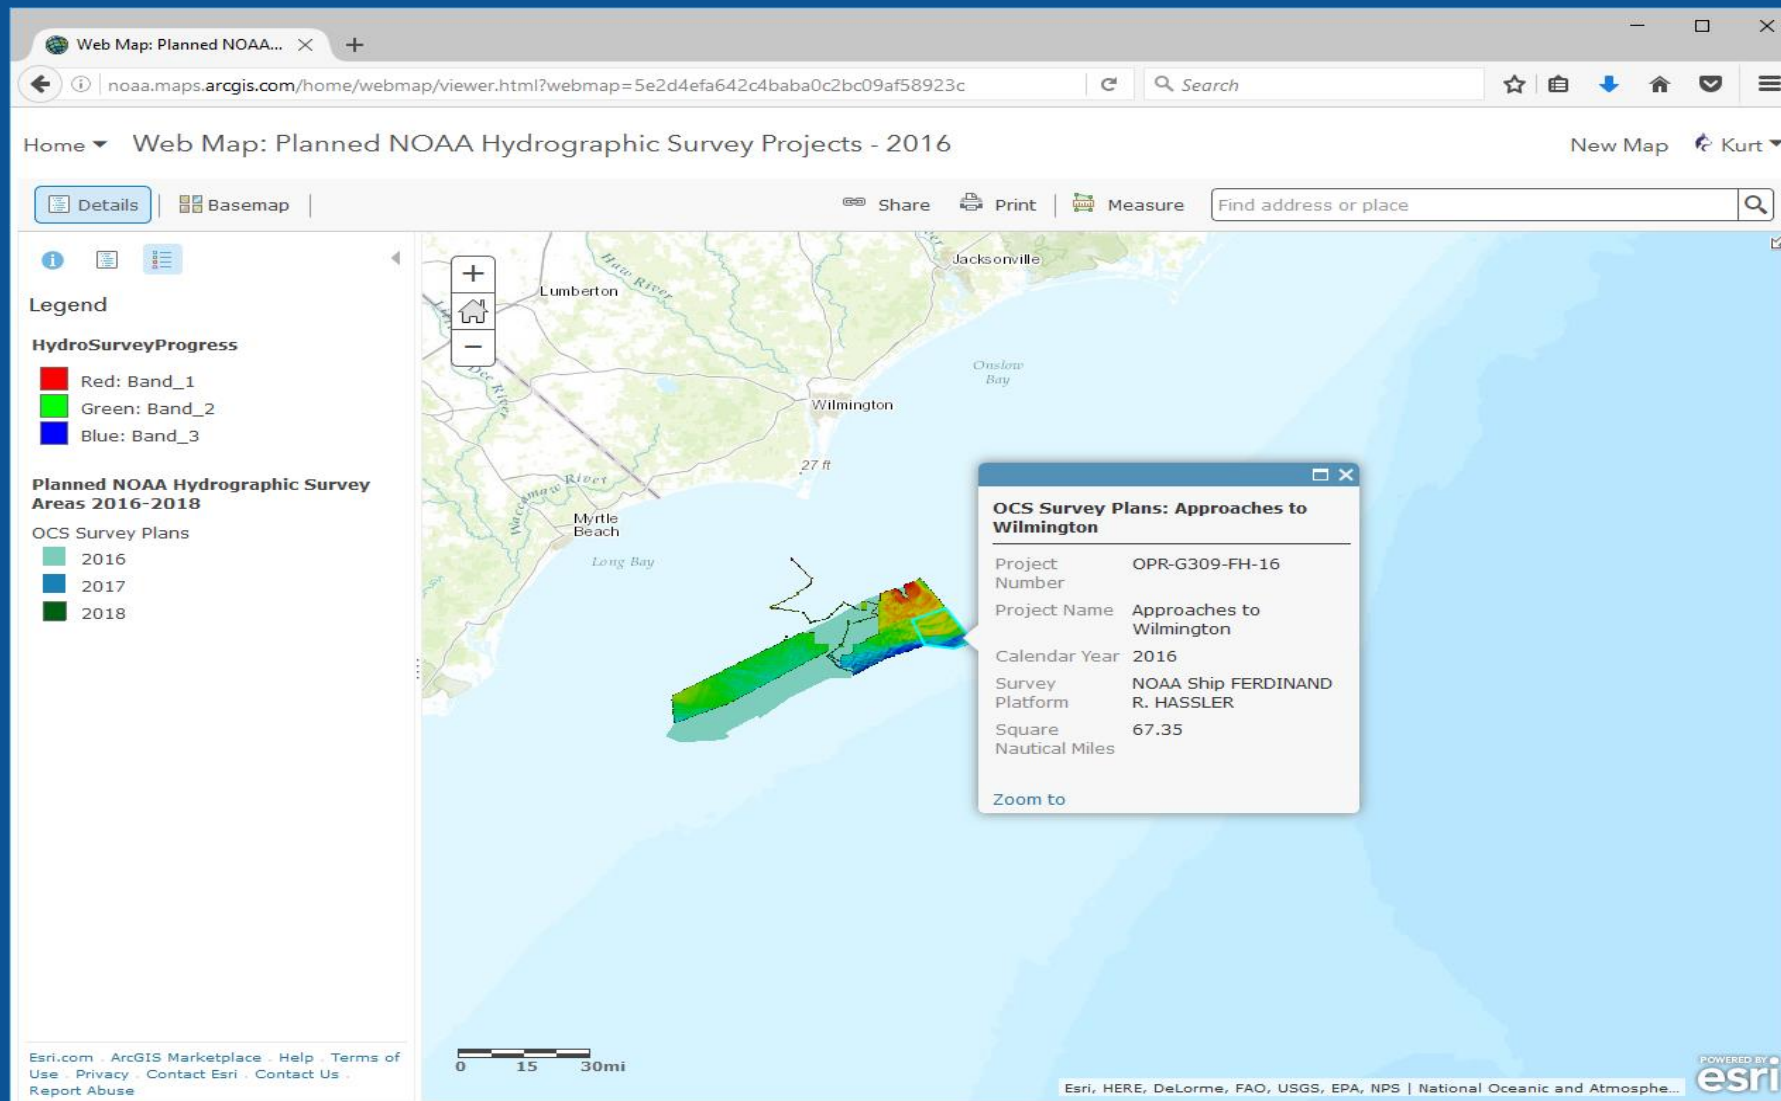 Web Map: Planned NOAA...
noaa.maps.arcgis.com/home/webmap/viewer.html?webmap=5e2d4efa642c4baba0c2bc09af58923c
Search
Home
Web Map: Planned NOAA Hydrographic Survey Projects - 2016
New Map
Kurt
Details
Basemap
Share
Print
Measure
Find address or place
Legend
HydroSurveyProgress
Red: Band_1
Green: Band_2
Blue: Band_3
Planned NOAA Hydrographic Survey
Areas 2016-2018
OCS Survey Plans
2016
2017
2018
Esri.com . ArcGIS Marketplace . Help . Terms of
Use . Privacy . Contact Esri . Contact Us .
Report Abuse
Jacksonville
Haw River
Lumberton
Dee River
Onslow
Bay
Wilmington
27 ft
Waccamaw River
Myrtle
Beach
Long Bay
OCS Survey Plans: Approaches to
Wilmington
Project
Number
OPR-G309-FH-16
Project Name
Approaches to
Wilmington
Calendar Year
2016
Survey
Platform
NOAA Ship FERDINAND
R. HASSLER
Square
Nautical Miles
67.35
Zoom to
0 15 30mi
Esri, HERE, DeLorme, FAO, USGS, EPA, NPS | National Oceanic and Atmosphe...
POWERED BY
esri